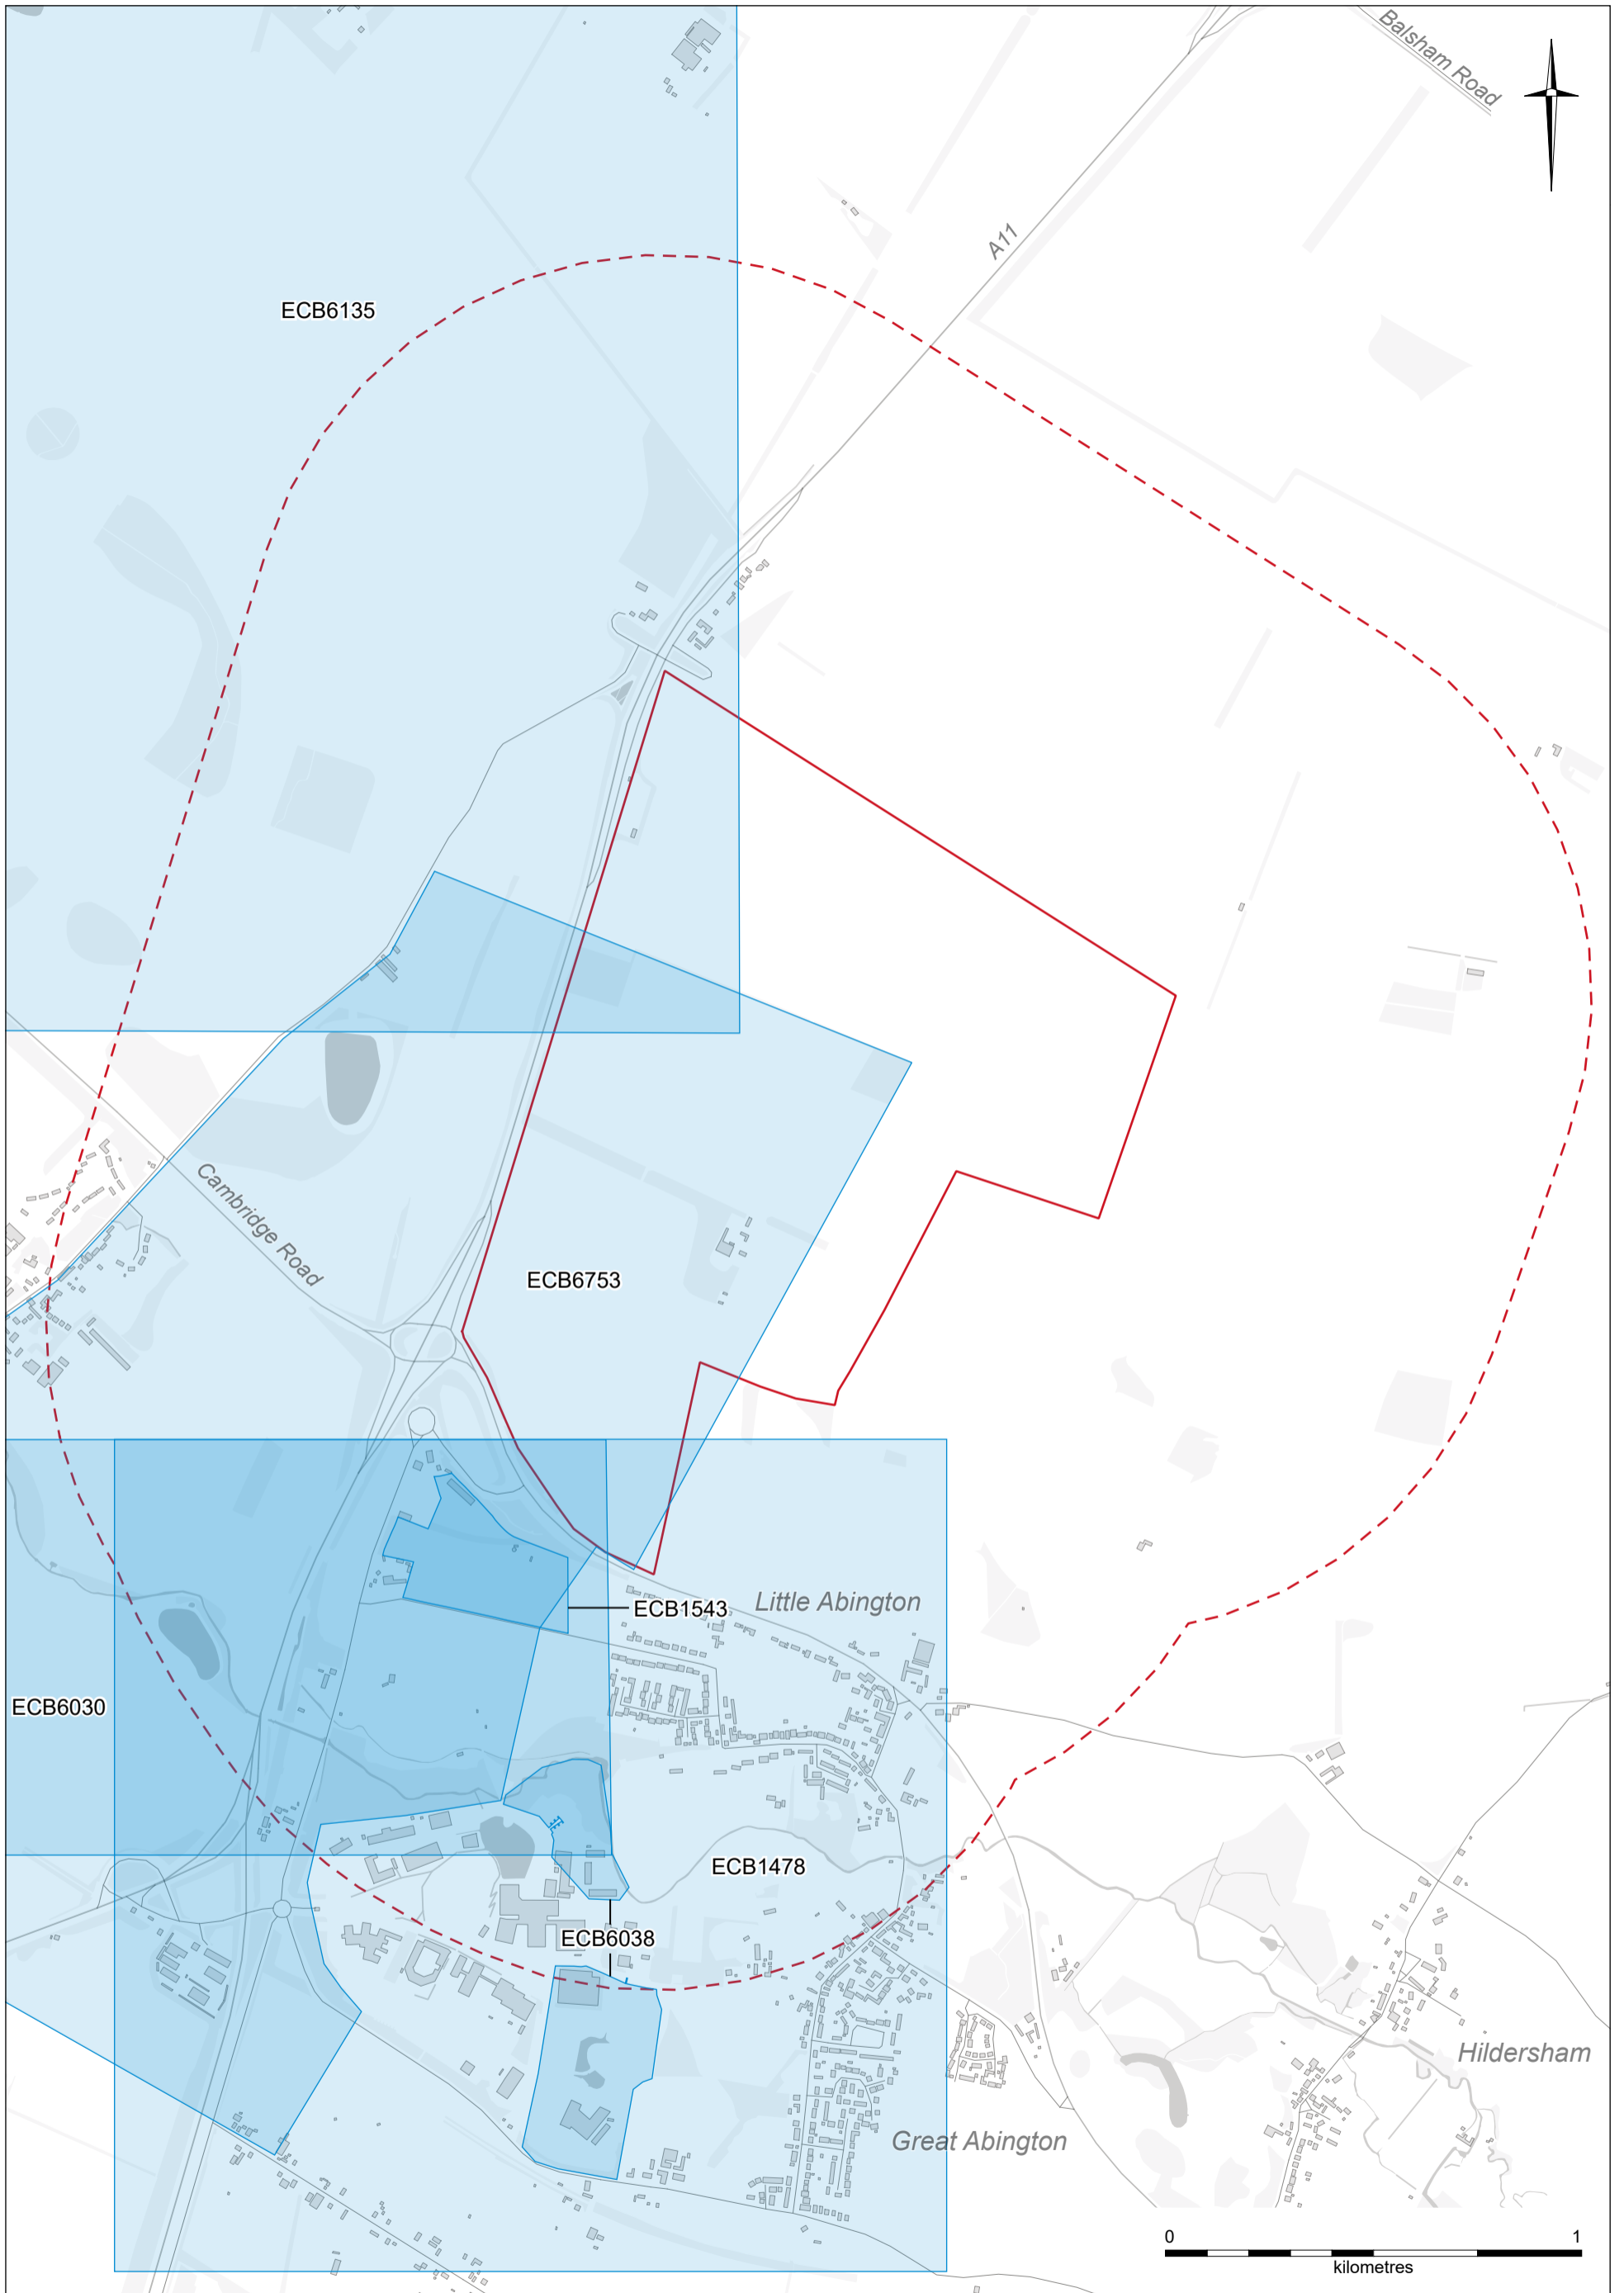 Balsham Road
A11
ECB6135
Cambridge Road
ECB6753
Little Abington
ECB1543
ECB6030
ECB1478
ECB6038
Hildersham
Great Abington
0 1
kilometres